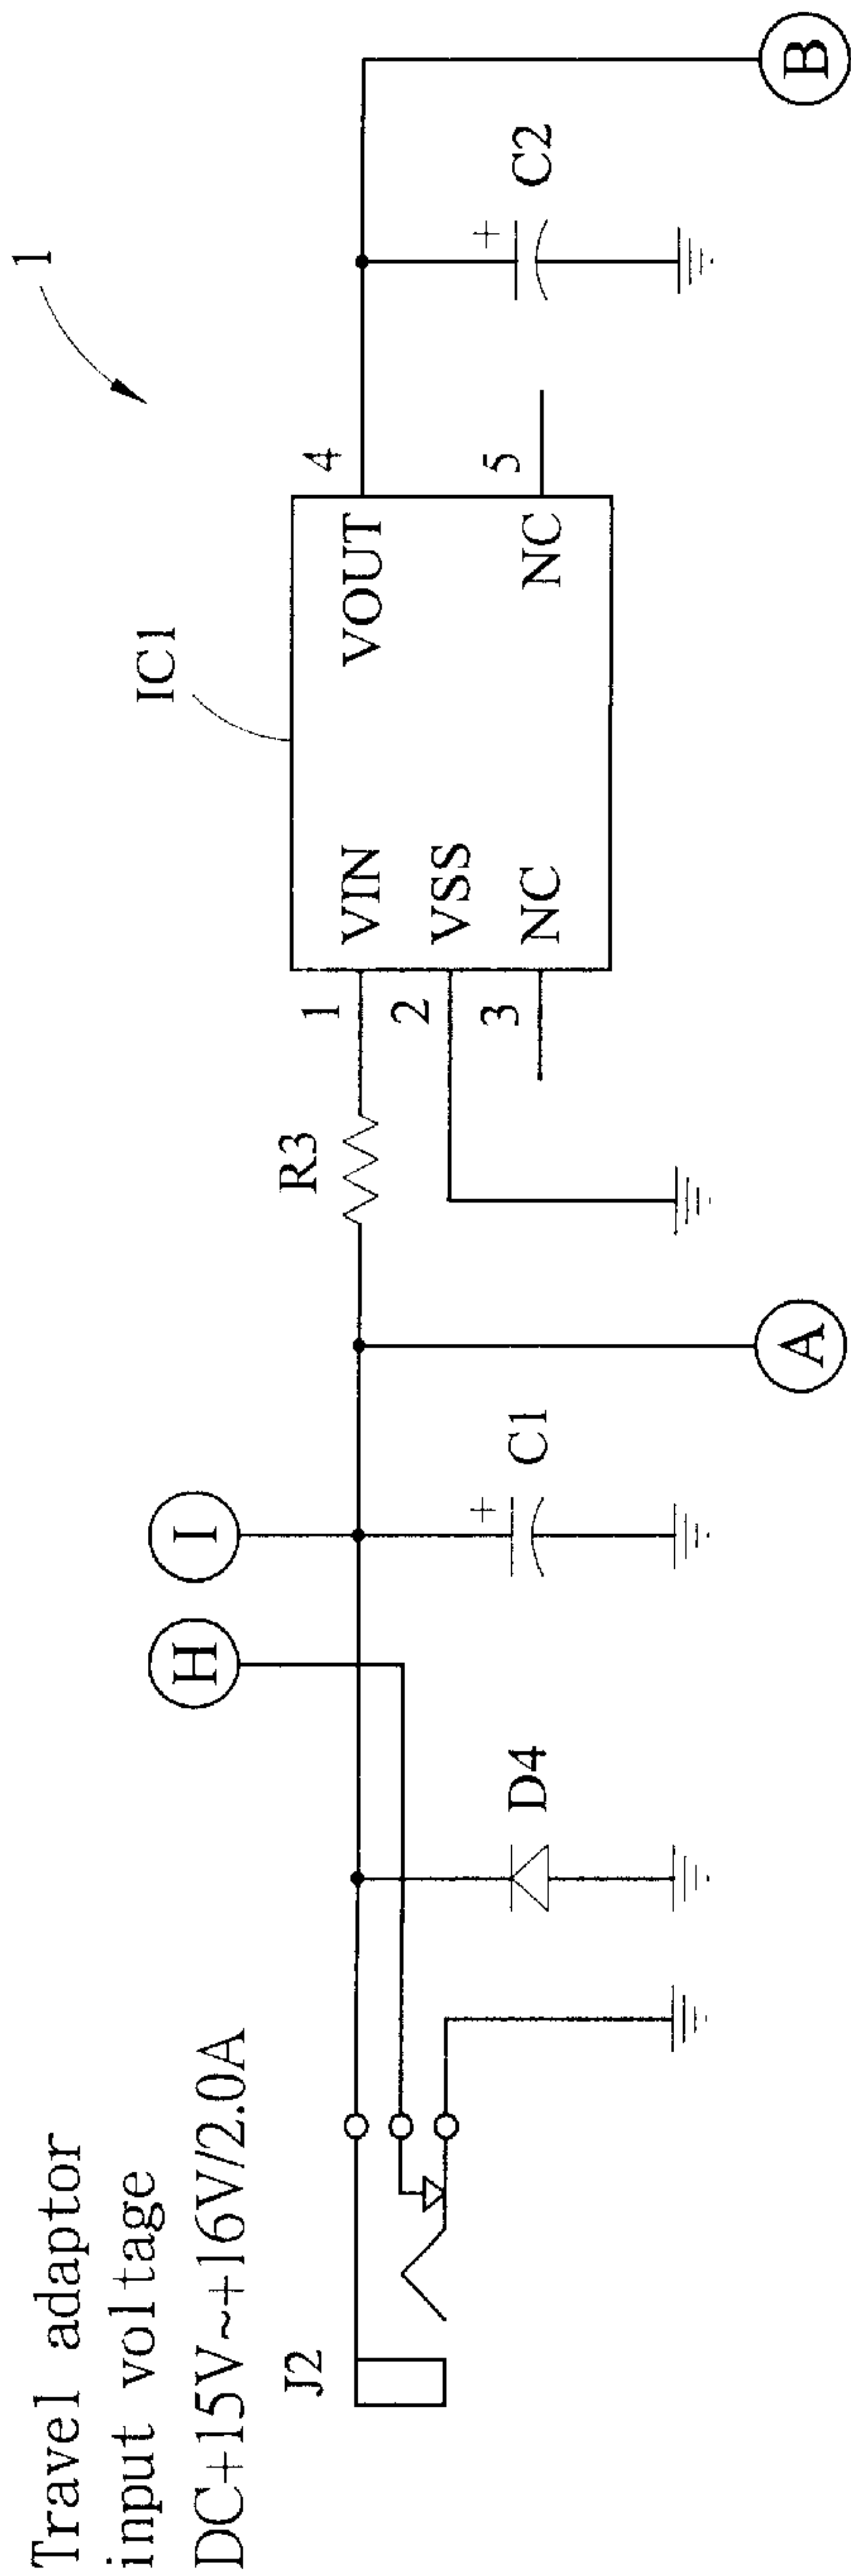 Travel adaptor
input voltage
DC+15V~+16V/2.0A
J2
D4
H
I
+
C1
A
R3
1
2
3
VIN
VSS
NC
IC1
VOUT
NC
4
5
1
+
C2
B